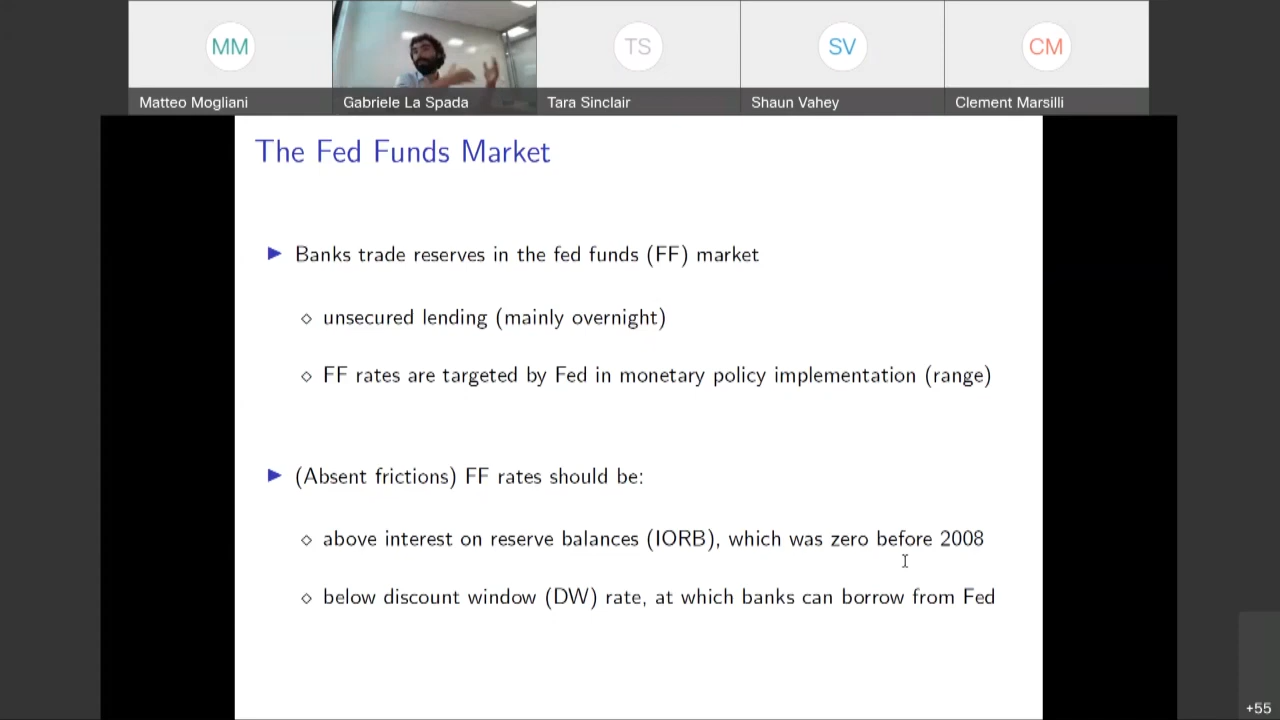 MM
TS
SV
CM
Matteo Mogliani
Gabriele La Spada
Tara Sinclair
Shaun Vahey
Clement Marsilli
The Fed Funds Market
▶ Banks trade reserves in the fed funds (FF) market
◇ unsecured lending (mainly overnight)
◇ FF rates are targeted by Fed in monetary policy implementation (range)
▶ (Absent frictions) FF rates should be:
◇ above interest on reserve balances (IORB), which was zero before 2008
◇ below discount window (DW) rate, at which banks can borrow from Fed
+55